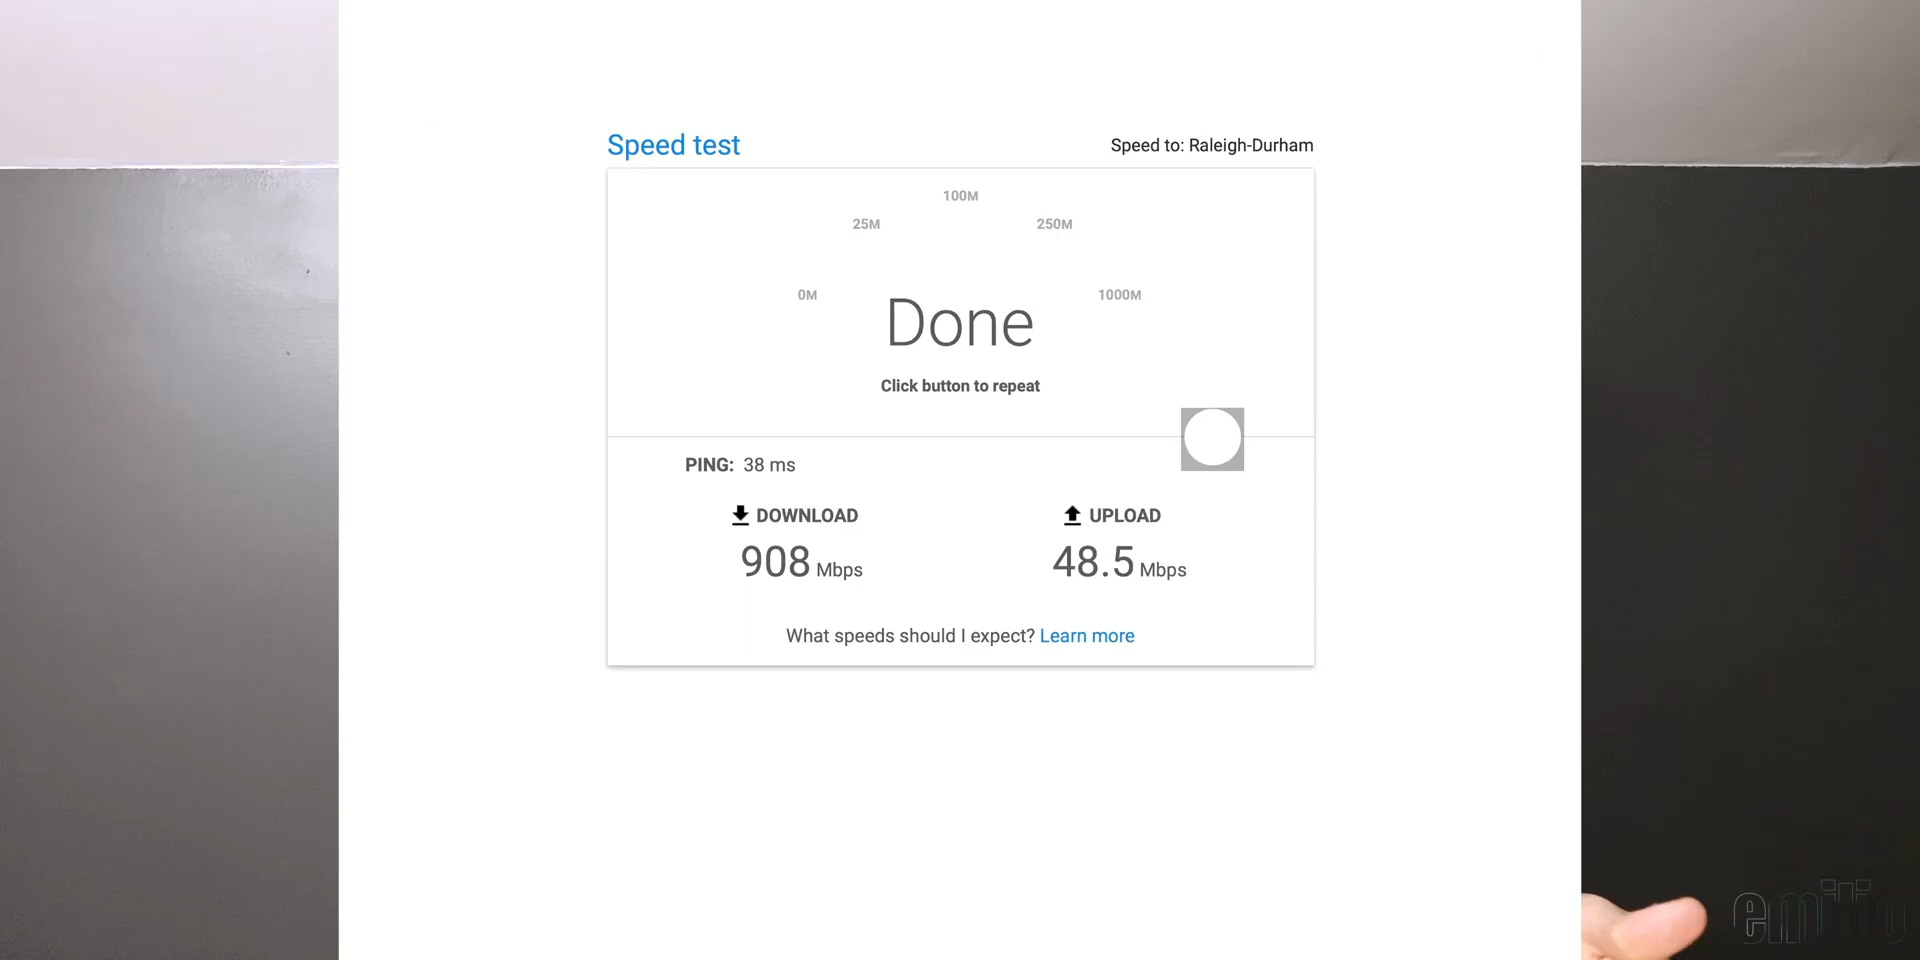 Speed test
Speed to: Raleigh-Durham
100M
25M
250M
0M
1000M
Done
Click button to repeat
PING: 38 ms
DOWNLOAD
UPLOAD
908 Mbps
48.5 Mbps
What speeds should I expect? Learn more
emilio